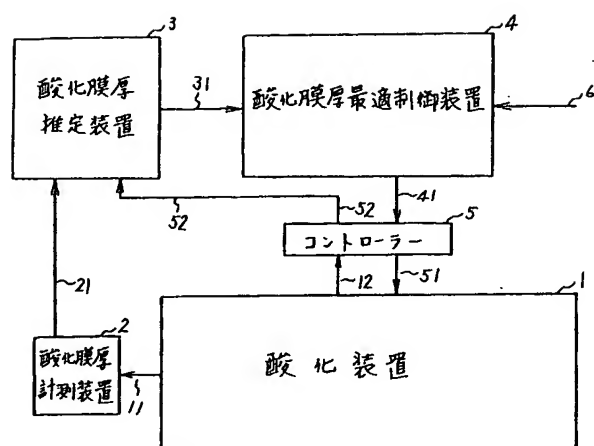 3
酸化膜厚
推定装置
31
4
酸化膜厚最適制御装置
6
52
52
41
5
コントローラー
21
12
51
1
2
酸化膜厚
計測装置
11
酸化装置